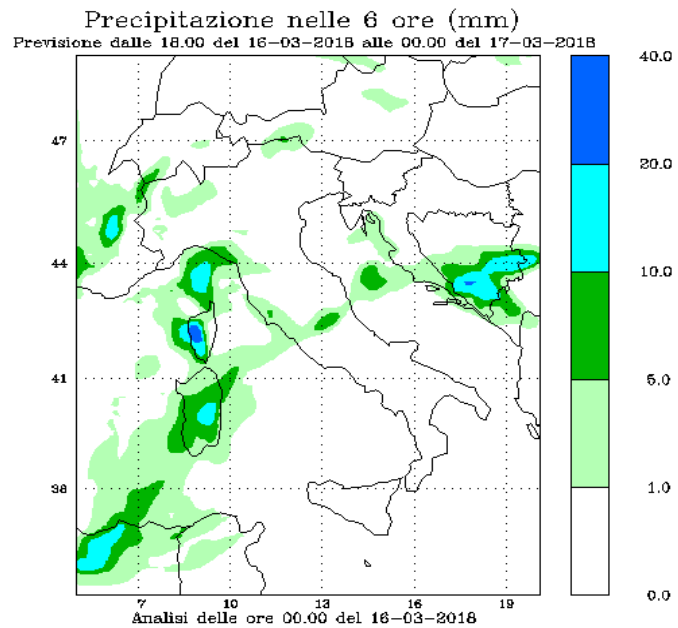 Precipitazione nelle 6 ore (mm)
Previsione dalle 18.00 del 16-03-2018 alle 00.00 del 17-03-2018
40.0
47
20.0
44
10.0
41
5.0
38
1.0
0.0
7 10 13 16 19
Analisi delle ore 00.00 del 16-03-2018